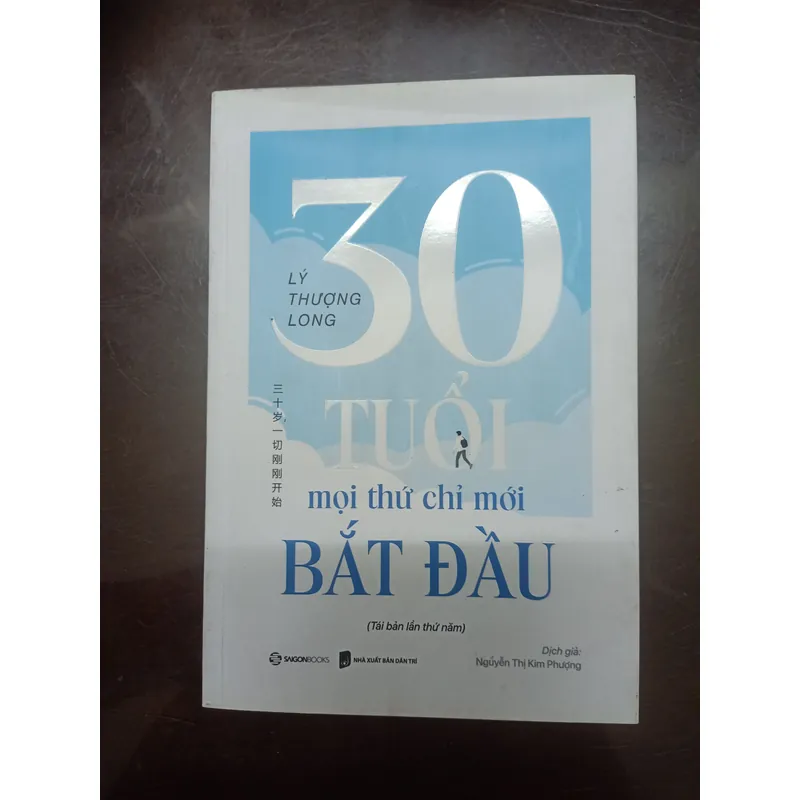 30
LÝ
THƯỢNG
LONG
三十岁，一切刚刚开始
TUỔI
mọi thứ chỉ mới
BẮT ĐẦU
(Tái bản lần thứ năm)
SAIGONBOOKS
NHÀ XUẤT BẢN DÂN TRÍ
Dịch giả:
Nguyễn Thị Kim Phượng